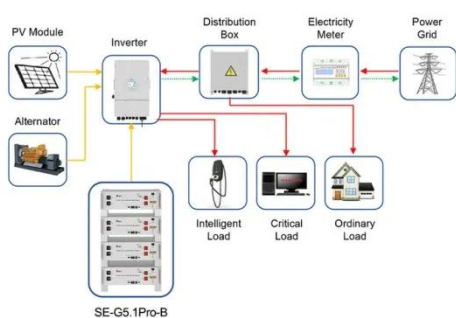 PV Module
Inverter
Distribution
Box
Electricity
Meter
Power
Grid
Alternator
Intelligent
Load
Critical
Load
Ordinary
Load
SE-G5.1Pro-B